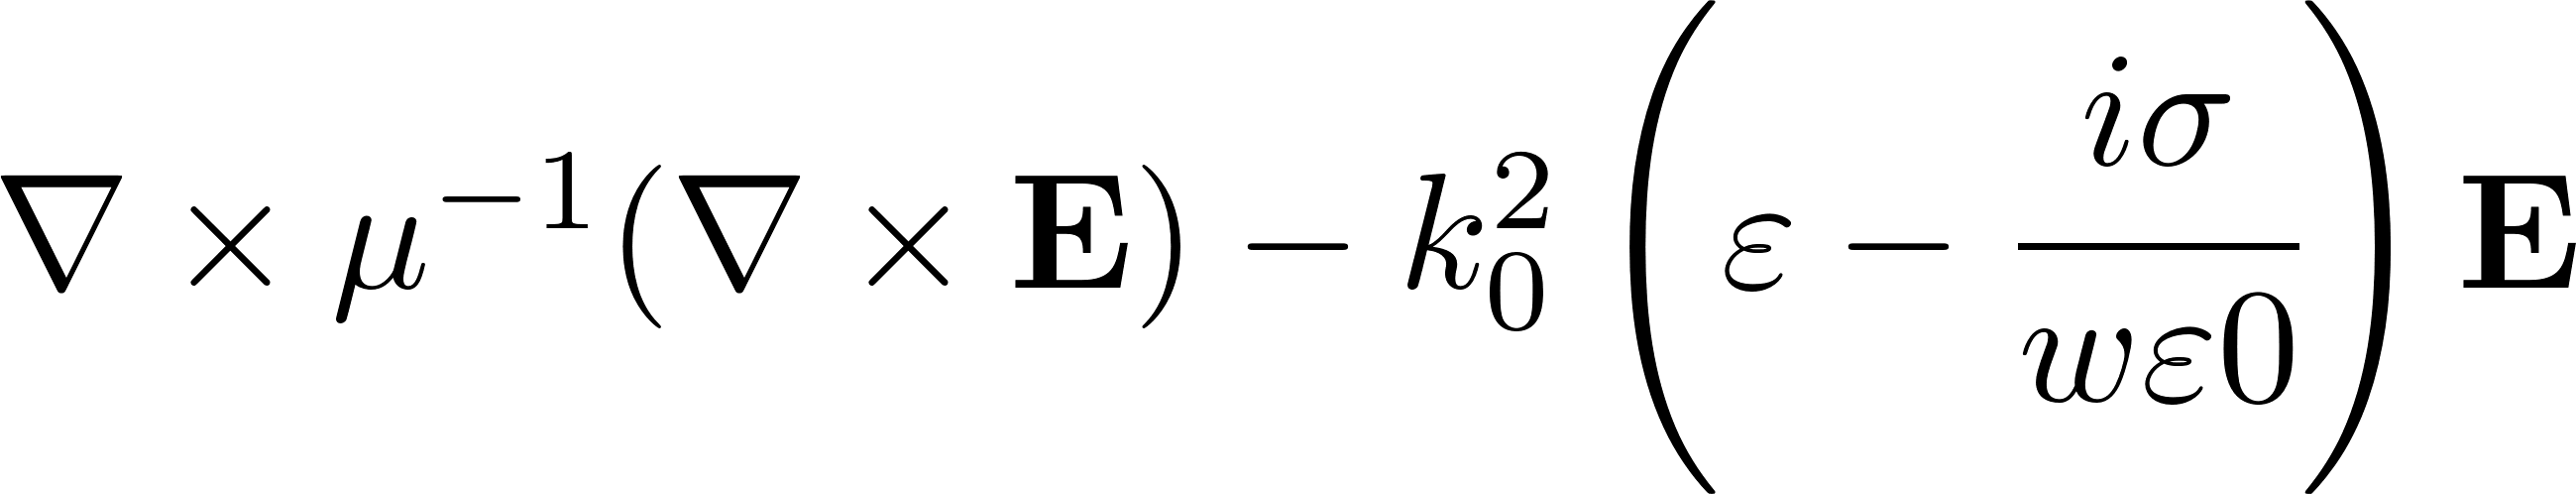 ∇ × μ⁻¹(∇ × 𝐄) − k₀² (ε − iσ/wε0) 𝐄